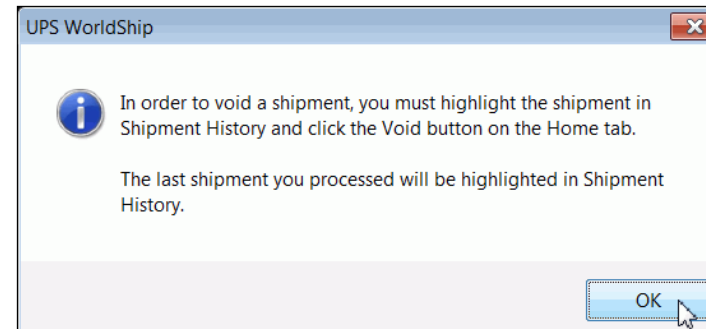 UPS WorldShip
In order to void a shipment, you must highlight the shipment in
Shipment History and click the Void button on the Home tab.
The last shipment you processed will be highlighted in Shipment
History.
OK